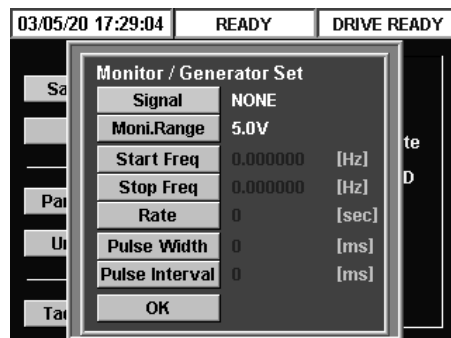 03/05/20 17:29:04 READY DRIVE READY
Monitor / Generator Set
Signal NONE
Moni.Range 5.0V
Start Freq 0.000000 [Hz]
Stop Freq 0.000000 [Hz]
Rate 0 [sec]
Pulse Width 0 [ms]
Pulse Interval 0 [ms]
OK